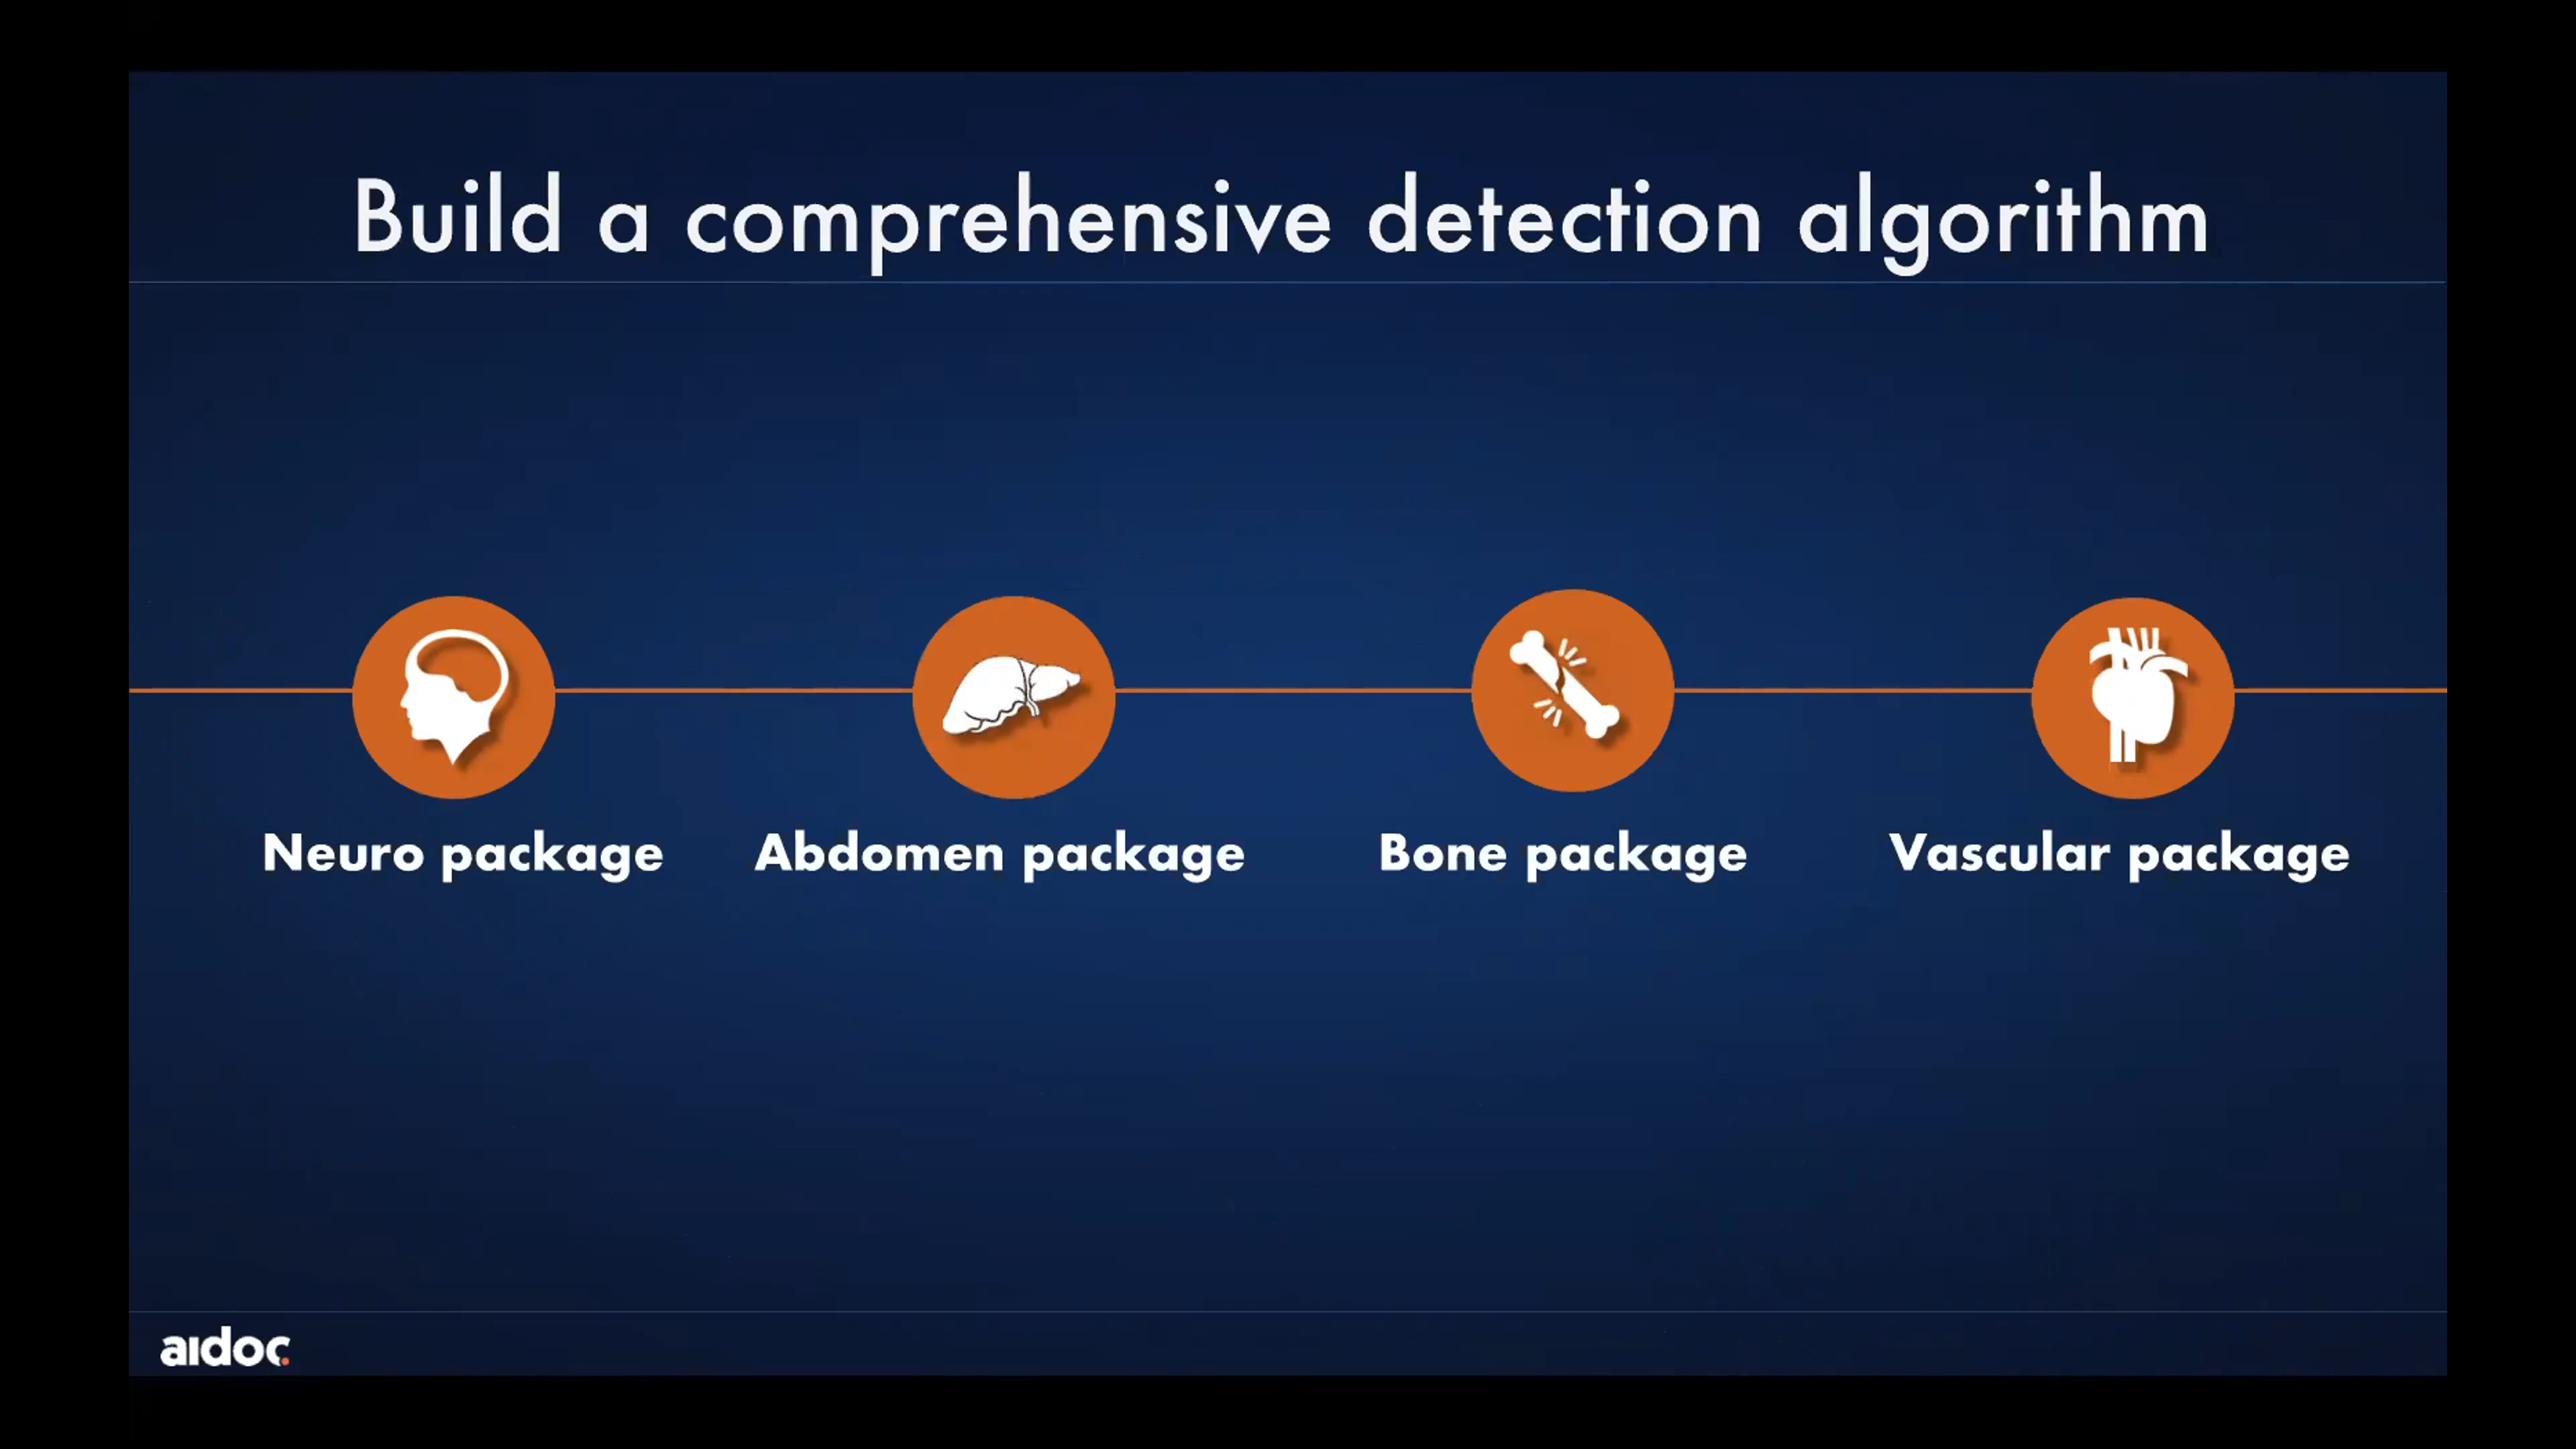 Build a comprehensive detection algorithm
Neuro package
Abdomen package
Bone package
Vascular package
aidoc.